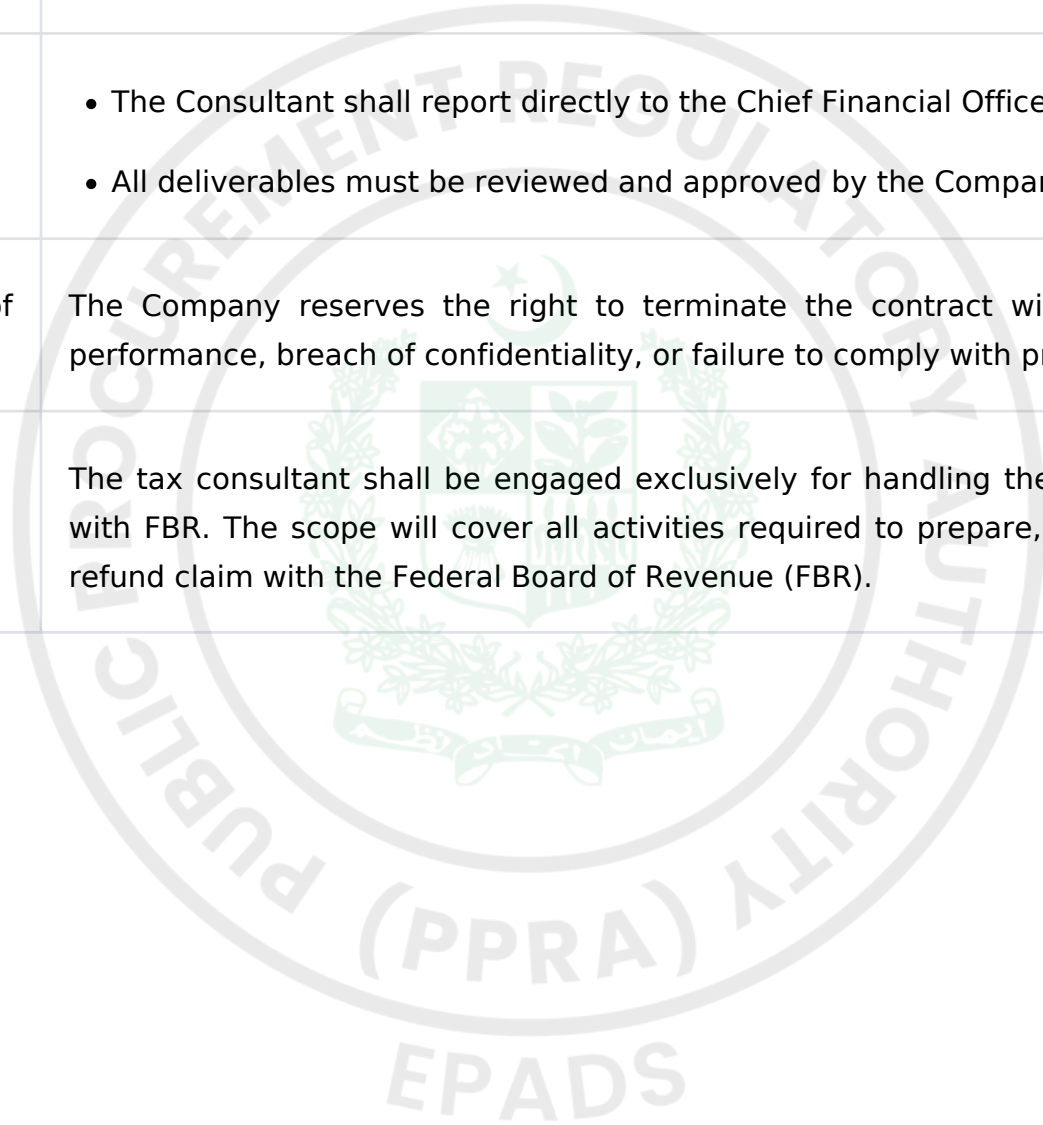 The Consultant shall report directly to the Chief Financial Office
All deliverables must be reviewed and approved by the Compan
of
The Company reserves the right to terminate the contract wi
performance, breach of confidentiality, or failure to comply with pr
The tax consultant shall be engaged exclusively for handling the
with FBR. The scope will cover all activities required to prepare,
refund claim with the Federal Board of Revenue (FBR).
PUBLIC PROCUREMENT REGULATORY AUTHORITY
(PPRA)
EPADS